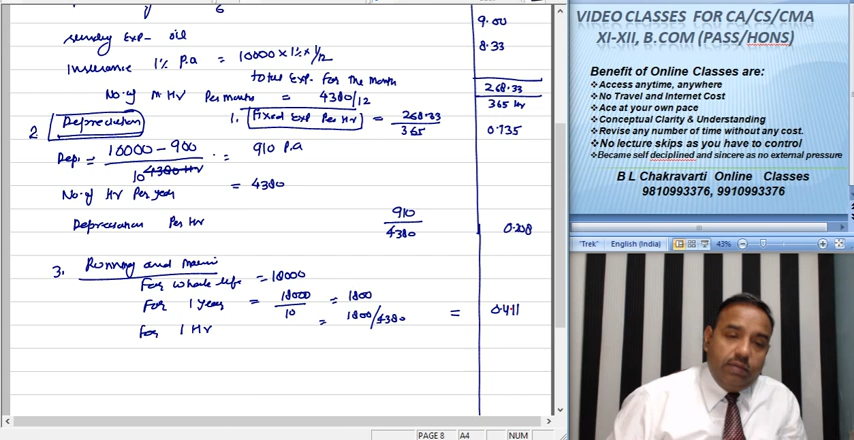 6
Sundry Exp- oil
9.00
Insurance 1% P.a = 10000 × 1% × 1/12
8.33
total Exp. For the Month
268.33
No. of M Hr Per month = 4380/12
365 Hr
1. Fixed Exp Per Hr = 268.33/365
0.735
2 Depreciation
Dep. = 10000 - 900 / 10 4380 Hr = 910 P.a
No. of Hr Per year = 4380
Depreciation Per Hr 910/4380
0.208
3. Running and
For whole life = 18000
For 1 Year = 18000/10 = 1800
For 1 Hr = 1800/4380 = 0.411
VIDEO CLASSES FOR CA/CS/CMA
XI-XII, B.COM (PASS/HONS)
Benefit of Online Classes are:
❖Access anytime, anywhere
❖No Travel and Internet Cost
❖Ace at your own pace
❖Conceptual Clarity & Understanding
❖Revise any number of time without any cost.
❖No lecture skips as you have to control
❖Became self deciplined and sincere as no external pressure
B L Chakravarti Online Classes
9810993376, 9910993376
"Trek" English (India) 43%
PAGE 8 A4 NUM